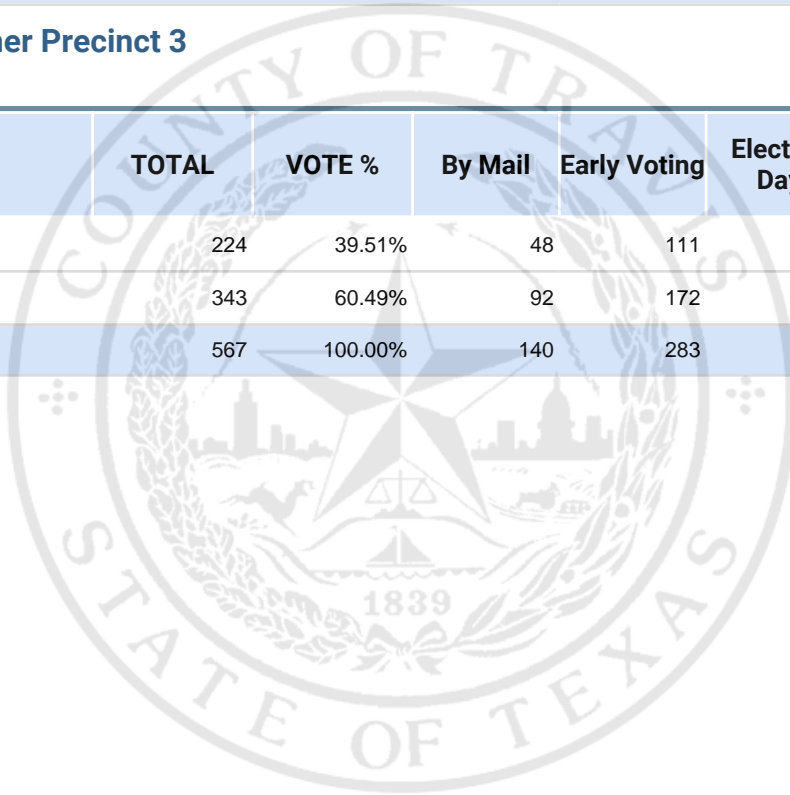 ner Precinct 3
TOTAL VOTE % By Mail Early Voting Elect
Day
224 39.51% 48 111
343 60.49% 92 172
567 100.00% 140 283
COUNTY OF TRAVIS
1839
STATE OF TEXAS